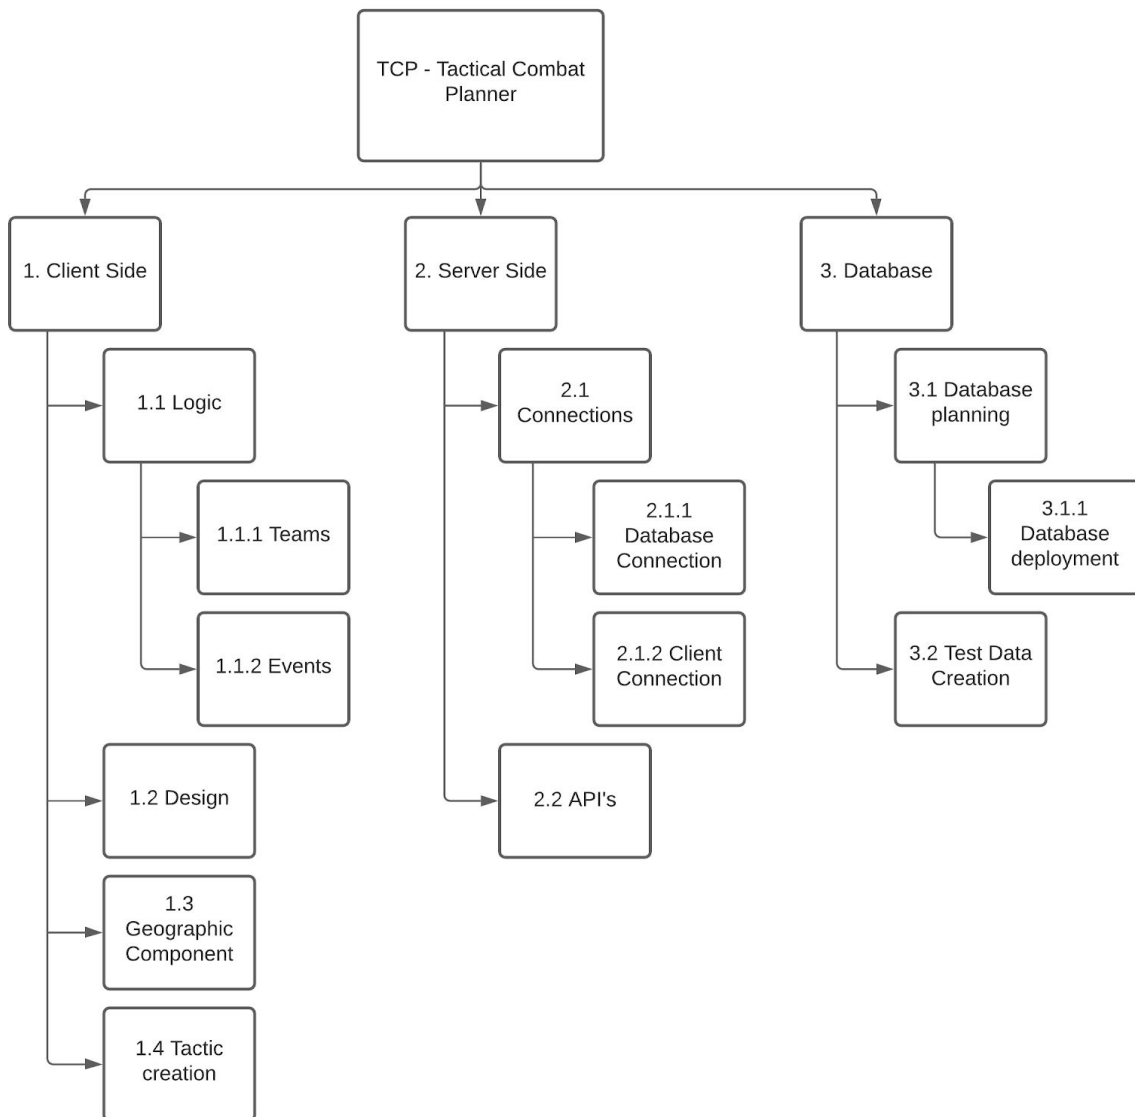 TCP - Tactical Combat
Planner
1. Client Side
2. Server Side
3. Database
1.1 Logic
2.1
Connections
3.1 Database
planning
1.1.1 Teams
2.1.1
Database
Connection
3.1.1
Database
deployment
1.1.2 Events
2.1.2 Client
Connection
3.2 Test Data
Creation
1.2 Design
2.2 API's
1.3
Geographic
Component
1.4 Tactic
creation